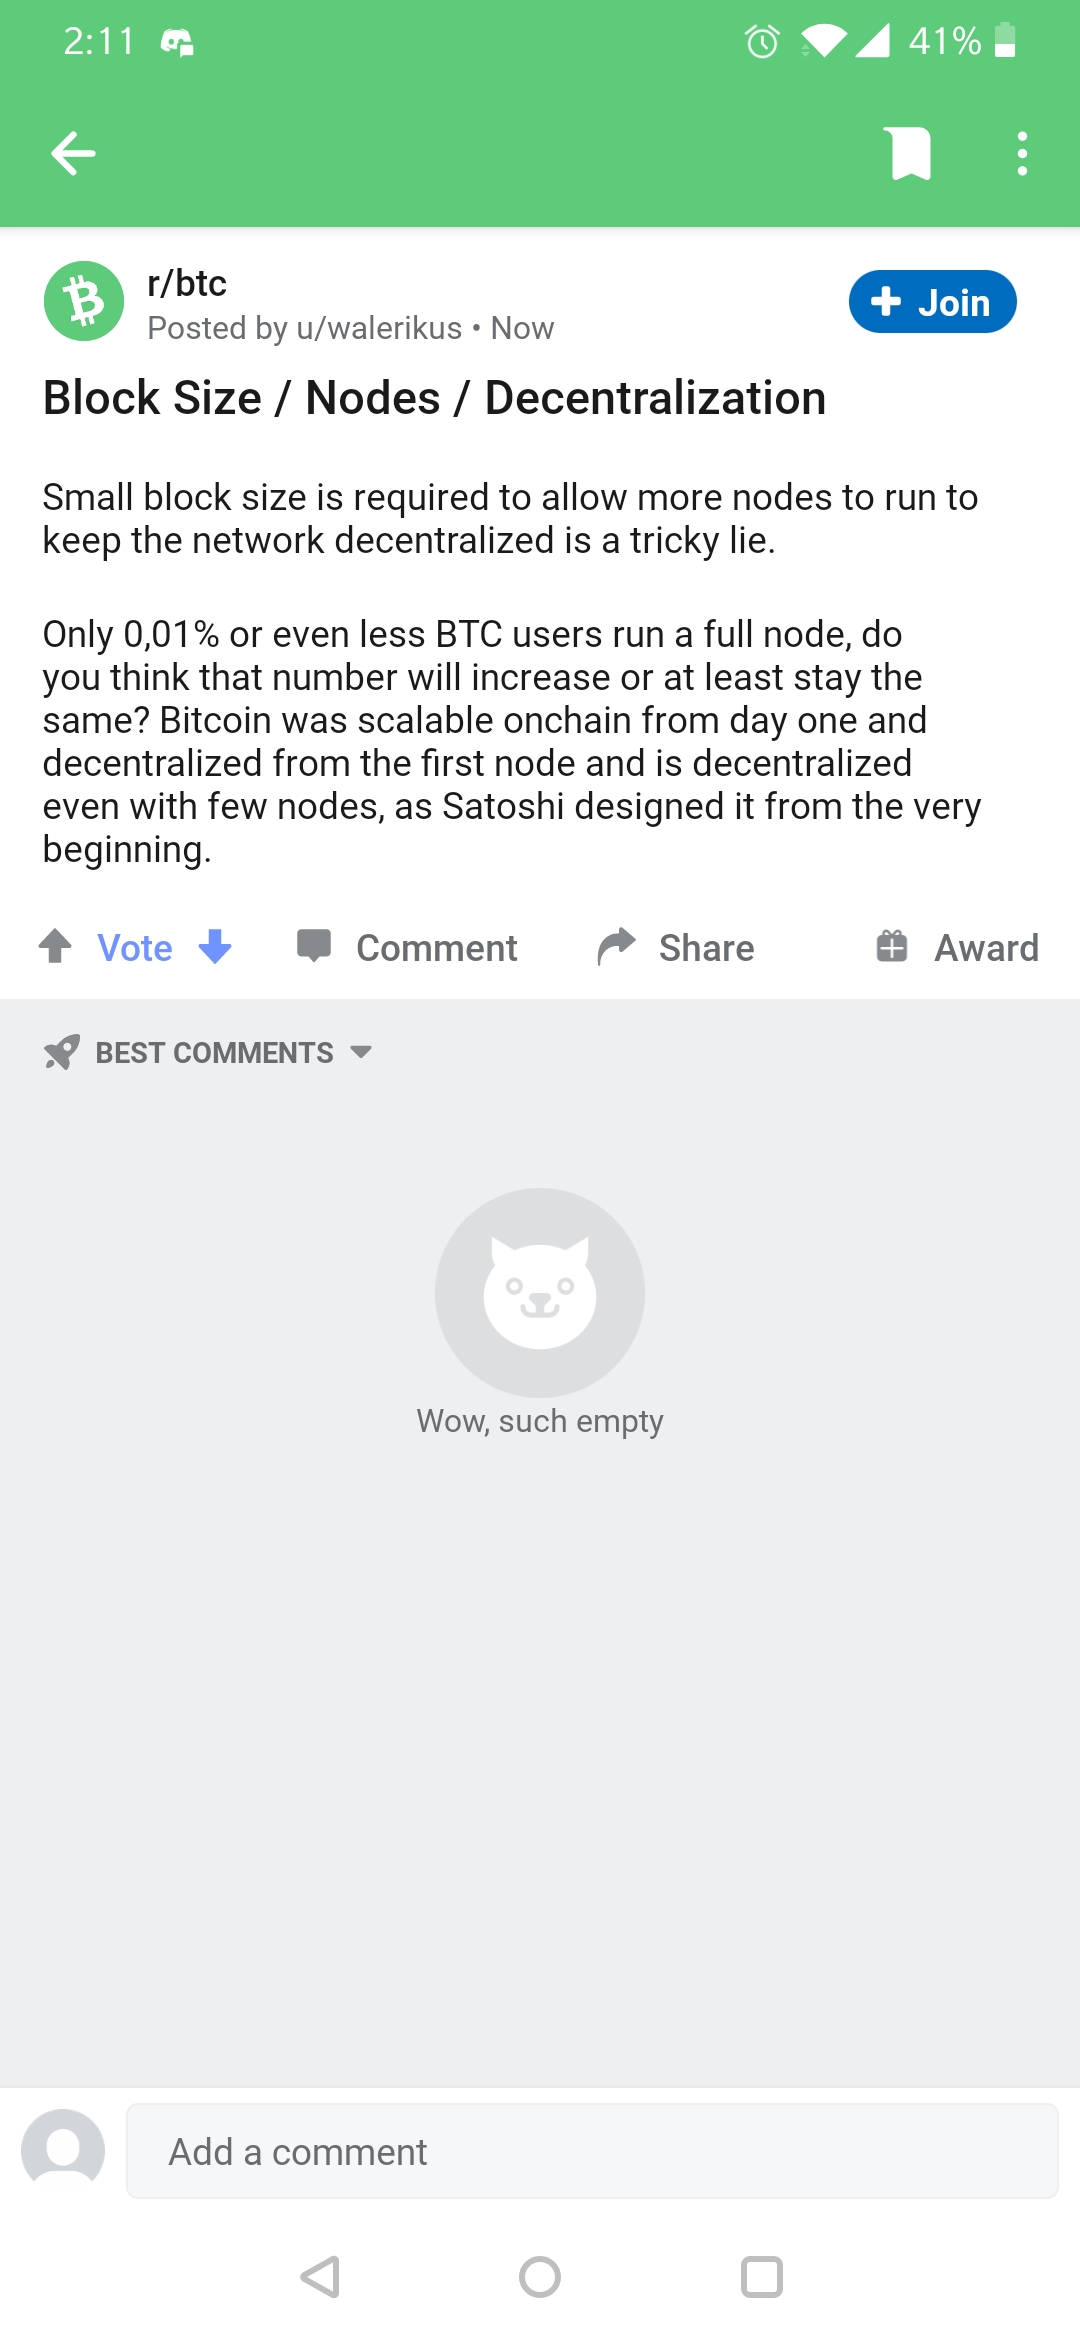 2:11
41%
r/btc
Posted by u/walerikus • Now
Join
Block Size / Nodes / Decentralization
Small block size is required to allow more nodes to run to
keep the network decentralized is a tricky lie.
Only 0,01% or even less BTC users run a full node, do
you think that number will increase or at least stay the
same? Bitcoin was scalable onchain from day one and
decentralized from the first node and is decentralized
even with few nodes, as Satoshi designed it from the very
beginning.
Vote
Comment
Share
Award
BEST COMMENTS
Wow, such empty
Add a comment